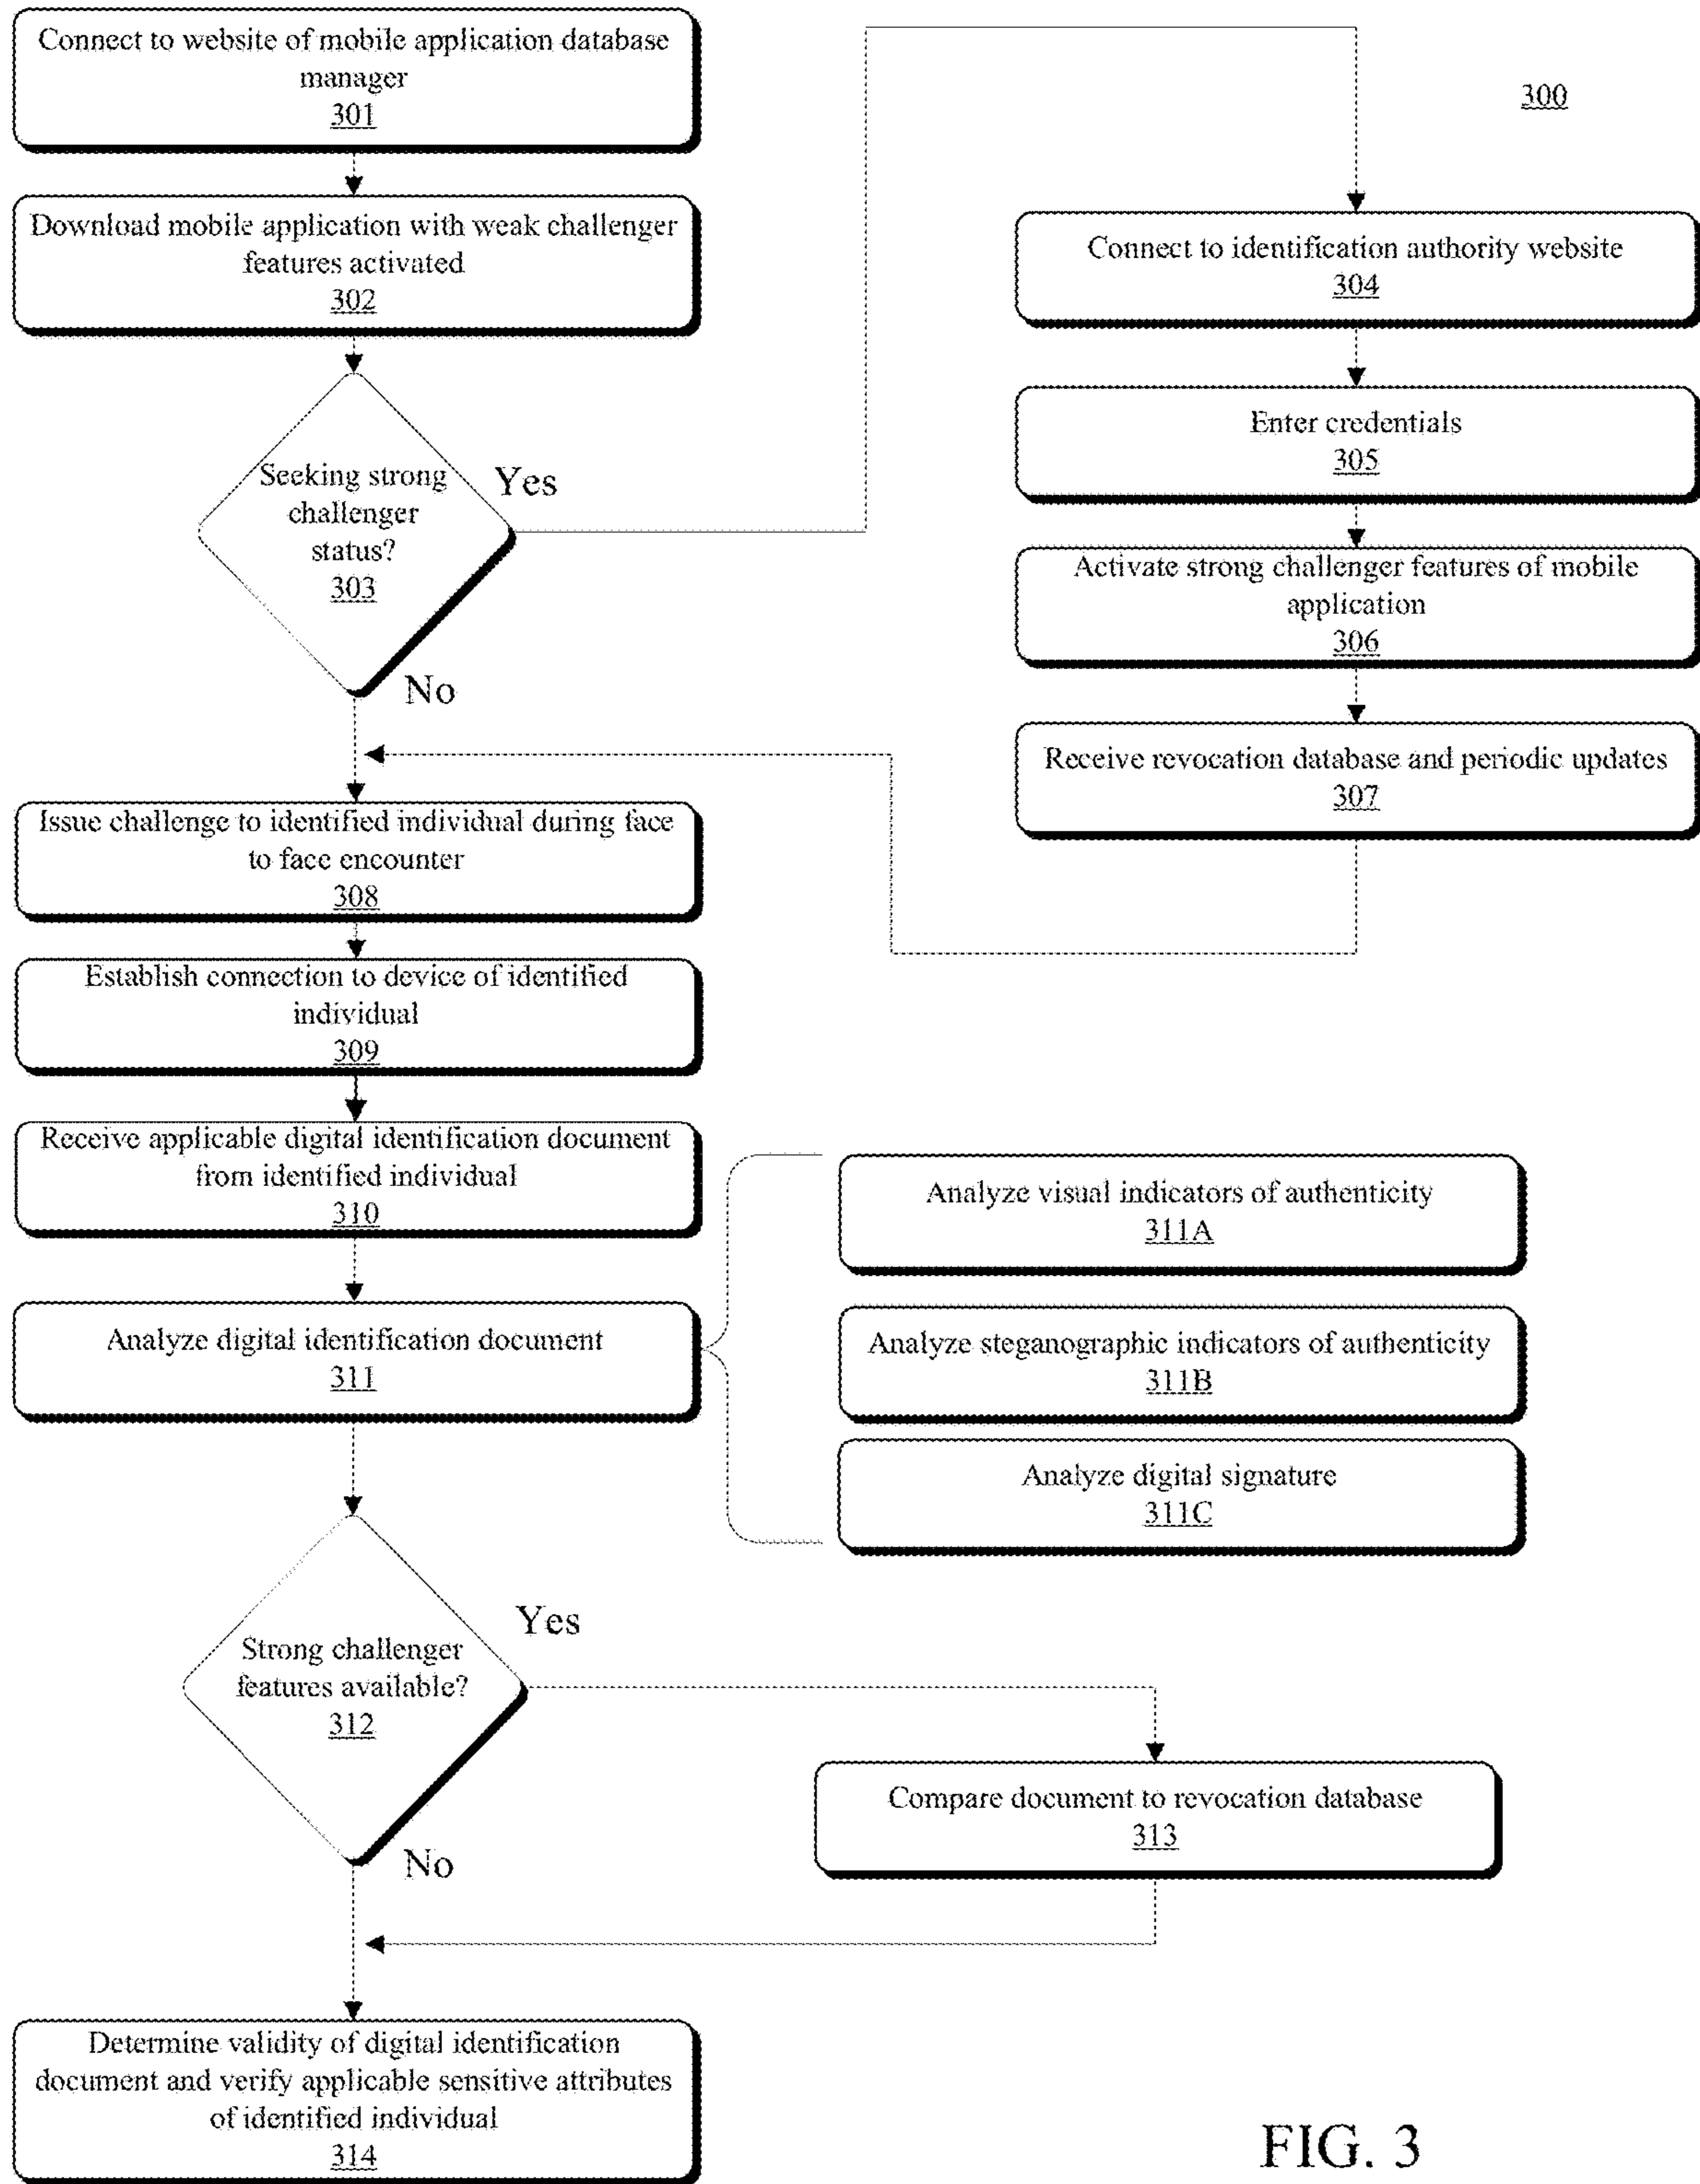 Connect to website of mobile application database
manager
301
300
Download mobile application with weak challenger
features activated
302
Seeking strong
challenger
status?
303
Yes
No
Connect to identification authority website
304
Enter credentials
305
Activate strong challenger features of mobile
application
306
Receive revocation database and periodic updates
307
Issue challenge to identified individual during face
to face encounter
308
Establish connection to device of identified
individual
309
Receive applicable digital identification document
from identified individual
310
Analyze digital identification document
311
Analyze visual indicators of authenticity
311A
Analyze steganographic indicators of authenticity
311B
Analyze digital signature
311C
Strong challenger
features available?
312
Yes
No
Compare document to revocation database
313
Determine validity of digital identification
document and verify applicable sensitive attributes
of identified individual
314
FIG. 3